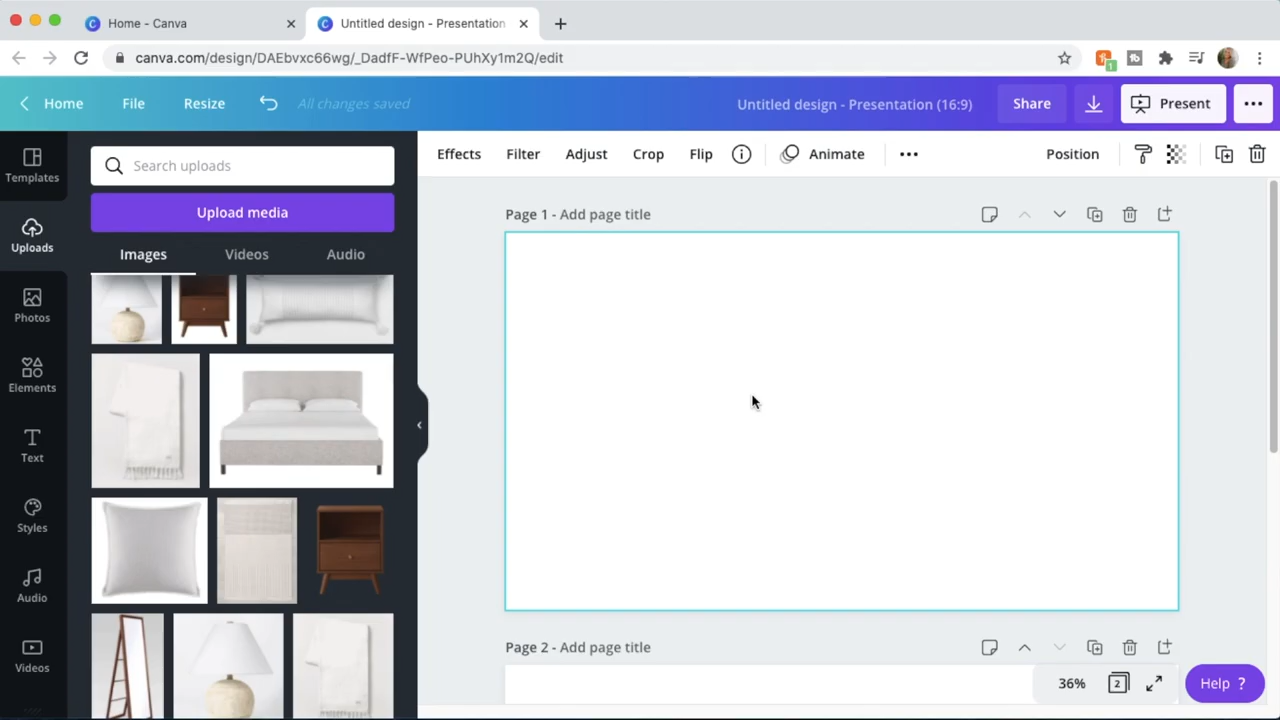 Home - Canva
Untitled design - Presentation
canva.com/design/DAEbvxc66wg/_DadfF-WfPeo-PUhXy1m2Q/edit
1
Home
File
Resize
All changes saved
Untitled design - Presentation (16:9)
Share
Present
Templates
Uploads
Photos
Elements
Text
Styles
Audio
Videos
Search uploads
Upload media
Images
Videos
Audio
Effects
Filter
Adjust
Crop
Flip
Animate
Position
Page 1 - Add page title
Page 2 - Add page title
36%
2
Help ?